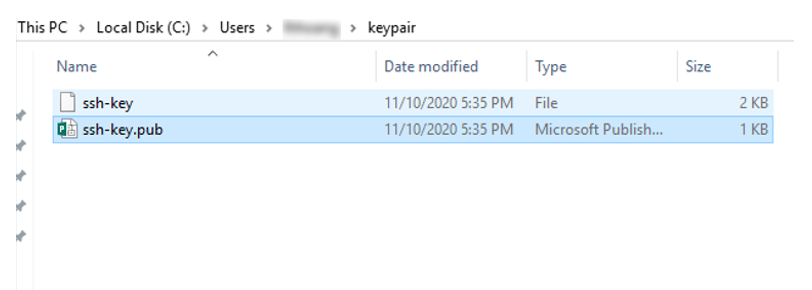 This PC > Local Disk (C:) > Users > > keypair
Name Date modified Type Size
ssh-key 11/10/2020 5:35 PM File 2 KB
ssh-key.pub 11/10/2020 5:35 PM Microsoft Publish... 1 KB